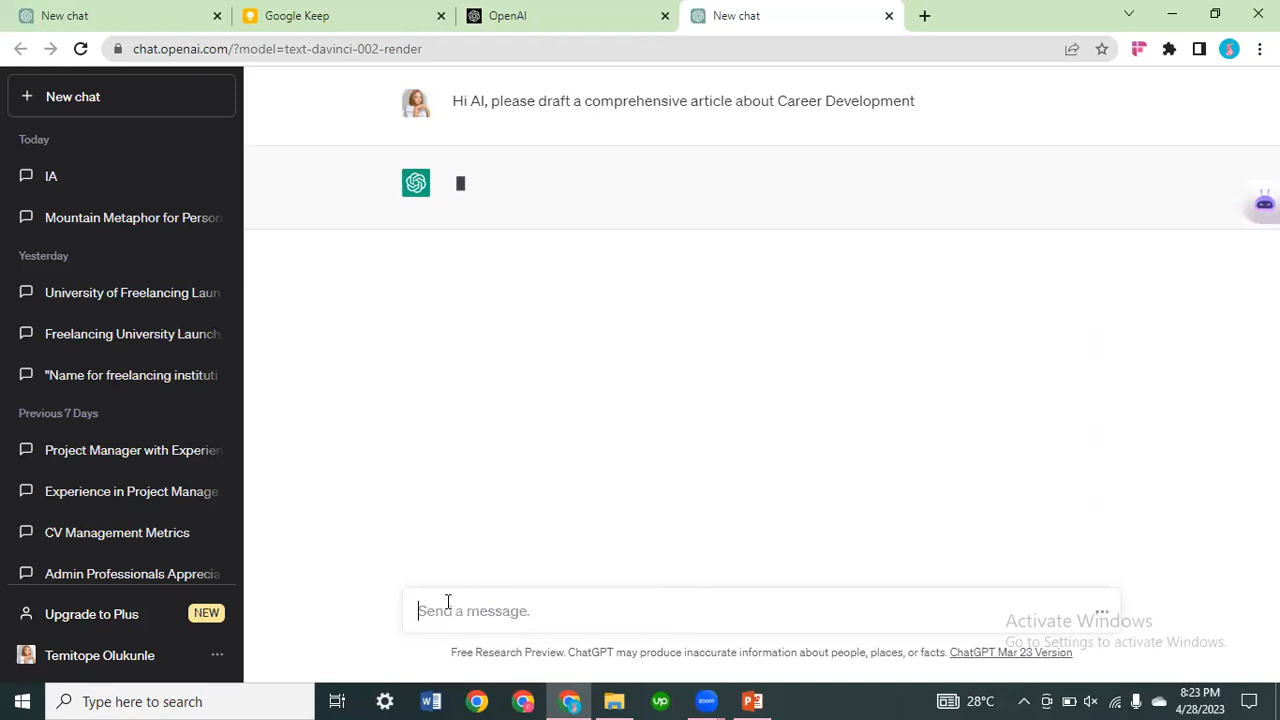 New chat
Google Keep
OpenAI
New chat
chat.openai.com/?model=text-davinci-002-render
New chat
Today
IA
Mountain Metaphor for Person
Yesterday
University of Freelancing Laun
Freelancing University Launch
"Name for freelancing instituti
Previous 7 Days
Project Manager with Experien
Experience in Project Manage
CV Management Metrics
Admin Professionals Apprecia
Upgrade to Plus
NEW
Temitope Olukunle
Hi AI, please draft a comprehensive article about Career Development
Send a message.
Activate Windows
Go to Settings to activate Windows.
Free Research Preview. ChatGPT may produce inaccurate information about people, places, or facts. ChatGPT Mar 23 Version
Type here to search
up
zoom
28°C
8:23 PM
4/28/2023